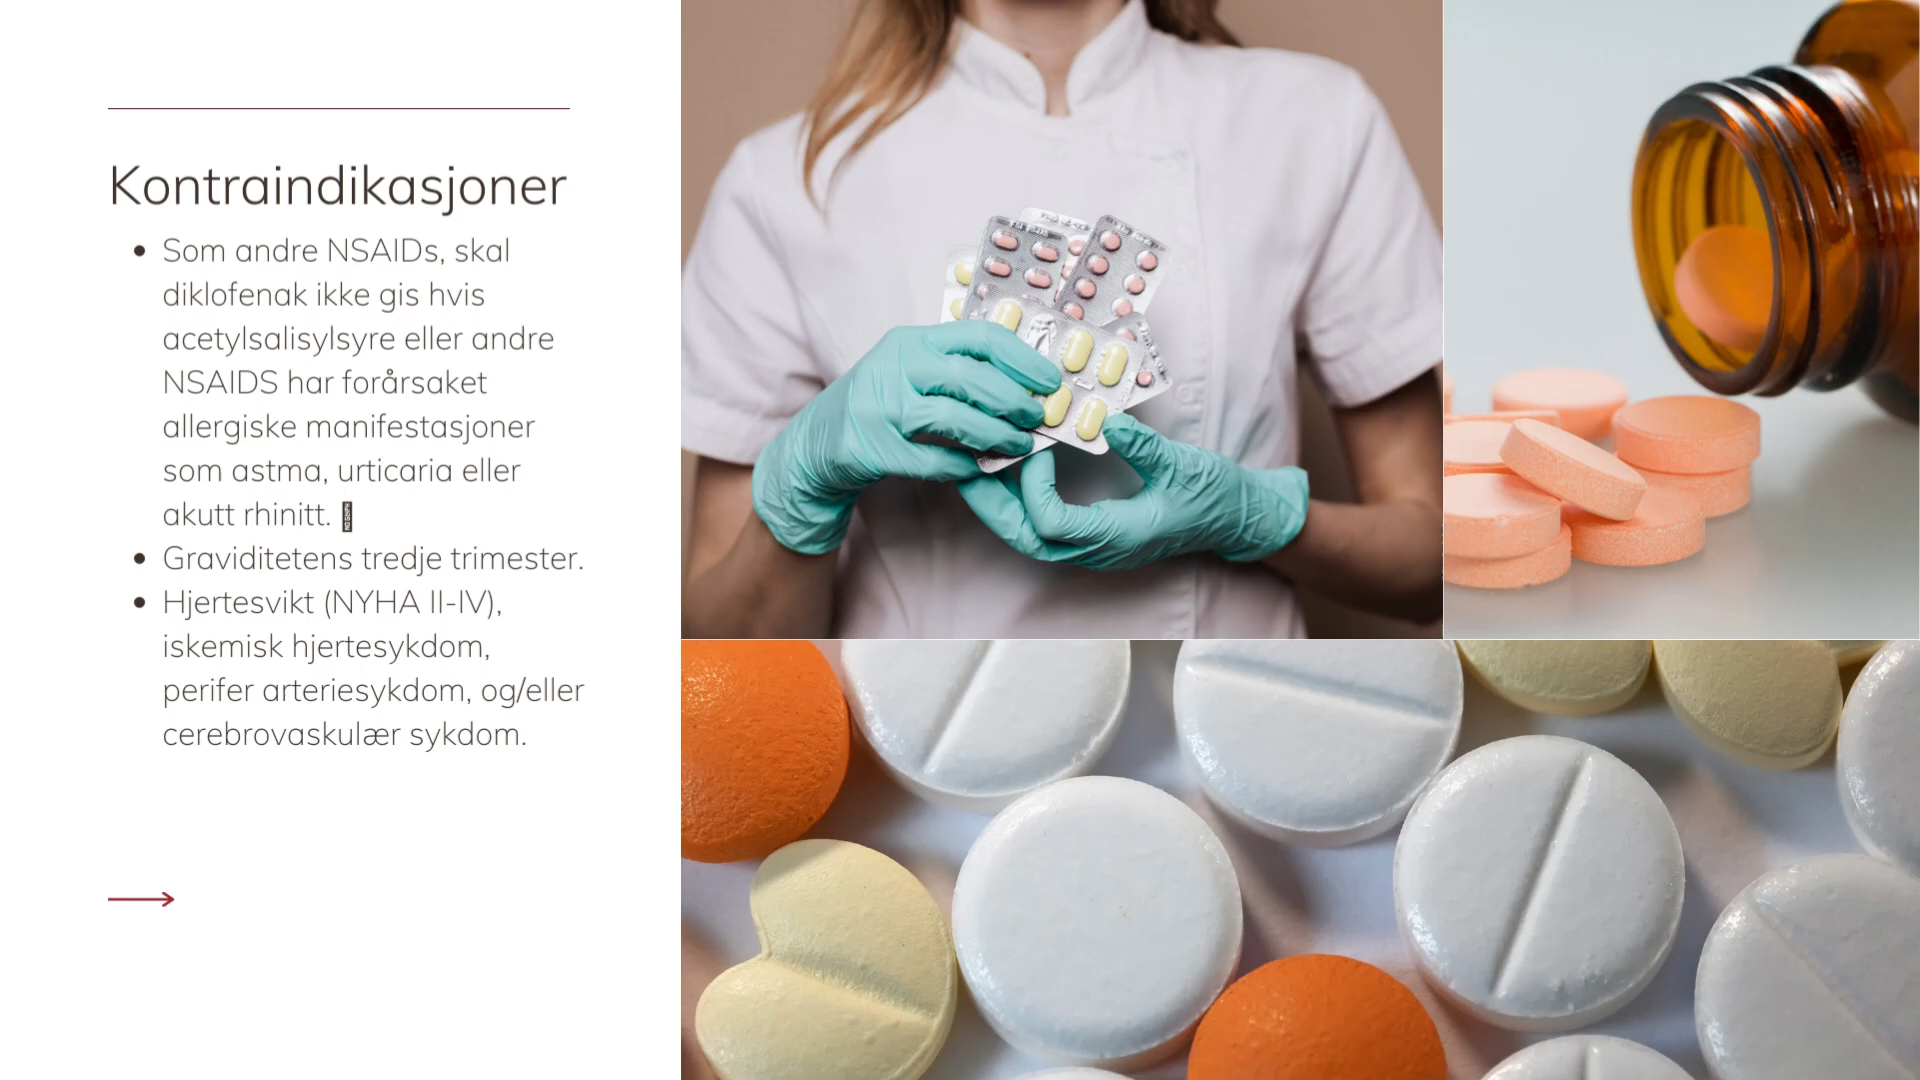 Kontraindikasjoner
• Som andre NSAIDs, skal
diklofenak ikke gis hvis
acetylsalisylsyre eller andre
NSAIDS har forårsaket
allergiske manifestasjoner
som astma, urticaria eller
akutt rhinitt.
• Graviditetens tredje trimester.
• Hjertesvikt (NYHA II-IV),
iskemisk hjertesykdom,
perifer arteriesykdom, og/eller
cerebrovaskulær sykdom.